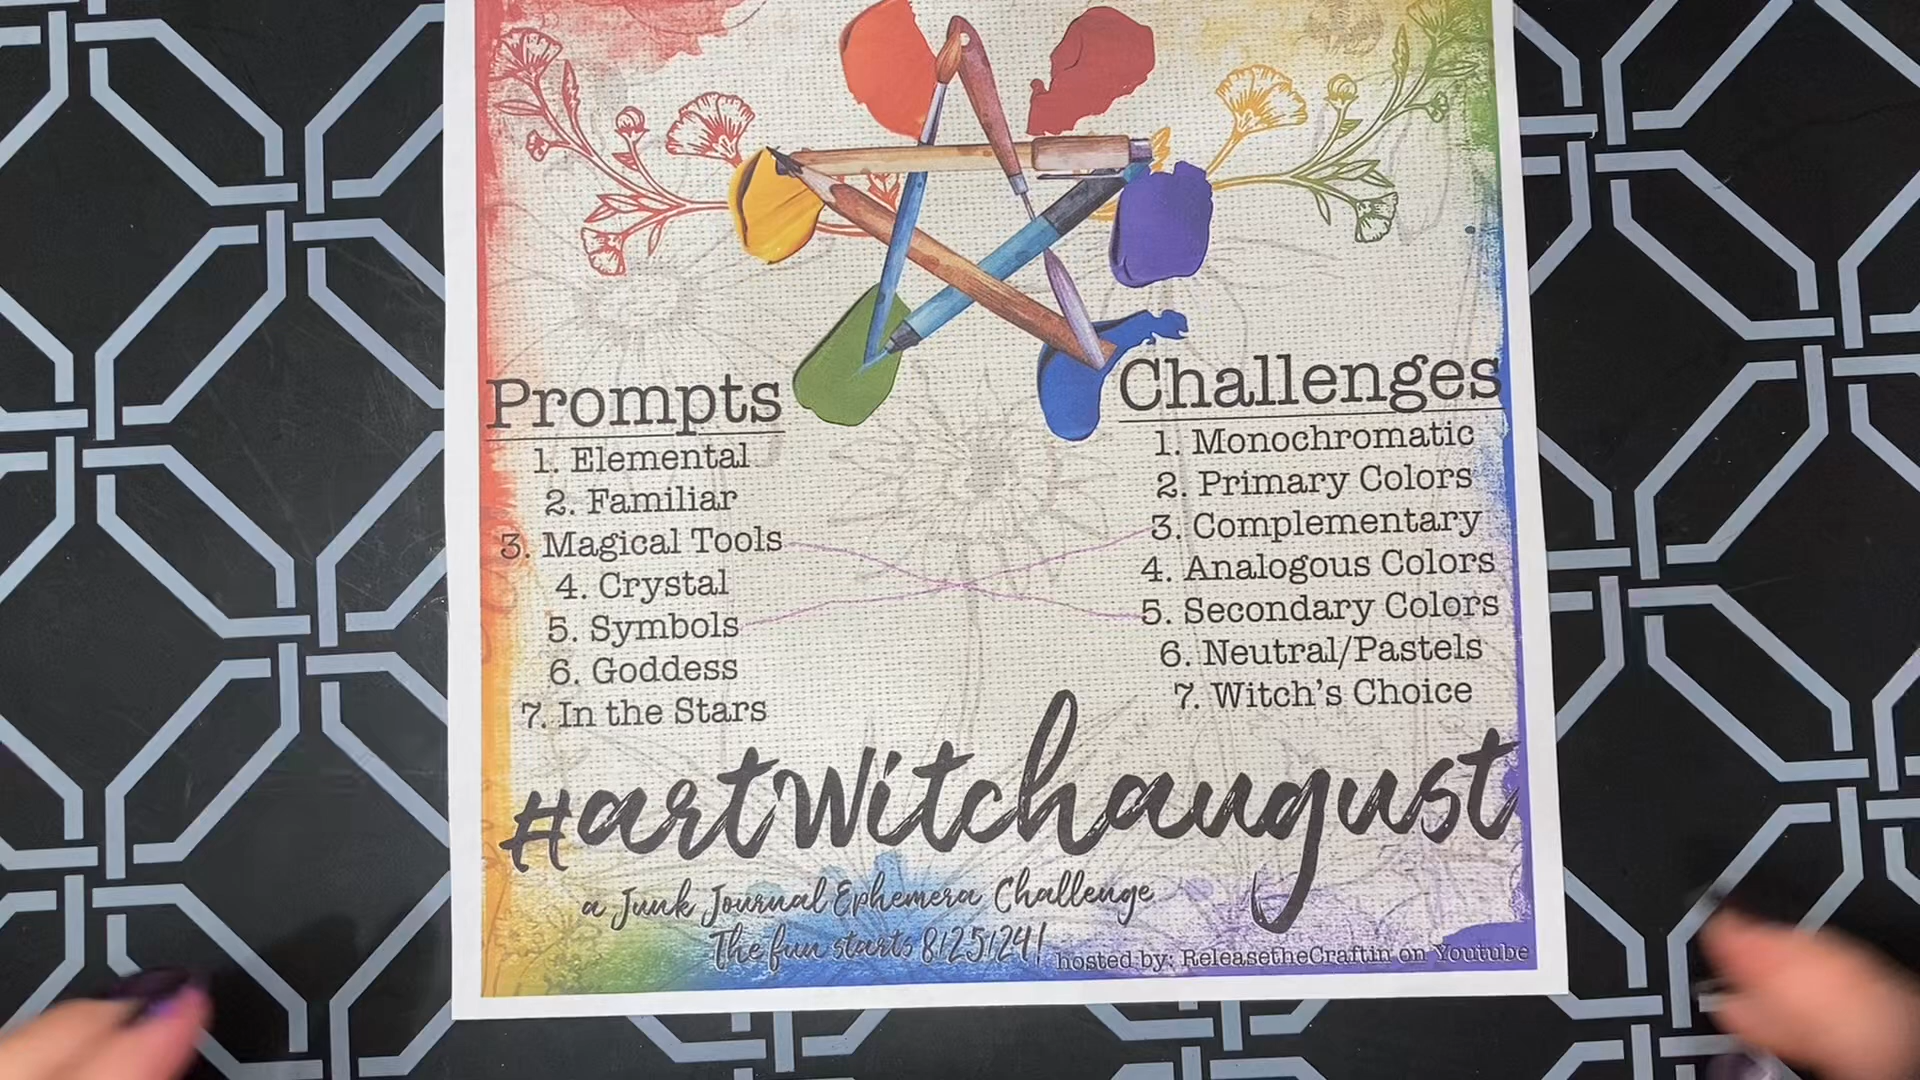 Prompts
1. Elemental
2. Familiar
3. Magical Tools
4. Crystal
5. Symbols
6. Goddess
7. In the Stars
Challenges
1. Monochromatic
2. Primary Colors
3. Complementary
4. Analogous Colors
5. Secondary Colors
6. Neutral/Pastels
7. Witch's Choice
#artWitchaugust
a Junk Journal Ephemera Challenge
The fun starts 8/25/24!
hosted by: ReleasetheCraftin on Youtube